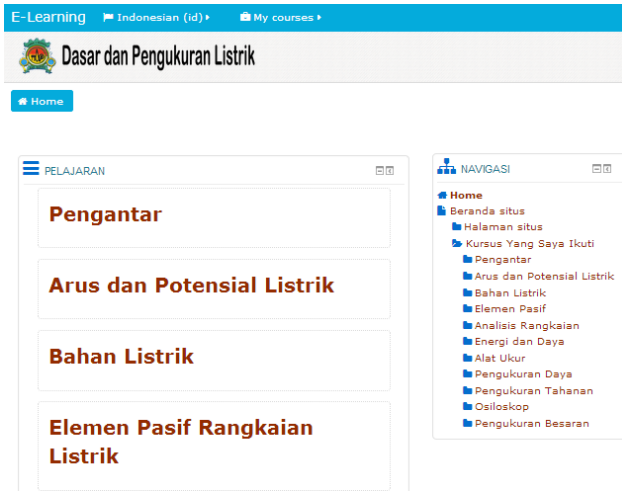 E-Learning Indonesian (id) My courses
Dasar dan Pengukuran Listrik
Home
PELAJARAN
Pengantar
Arus dan Potensial Listrik
Bahan Listrik
Elemen Pasif Rangkaian
Listrik
NAVIGASI
Home
Beranda situs
Halaman situs
Kursus Yang Saya Ikuti
Pengantar
Arus dan Potensial Listrik
Bahan Listrik
Elemen Pasif
Analisis Rangkaian
Energi dan Daya
Alat Ukur
Pengukuran Daya
Pengukuran Tahanan
Osiloskop
Pengukuran Besaran